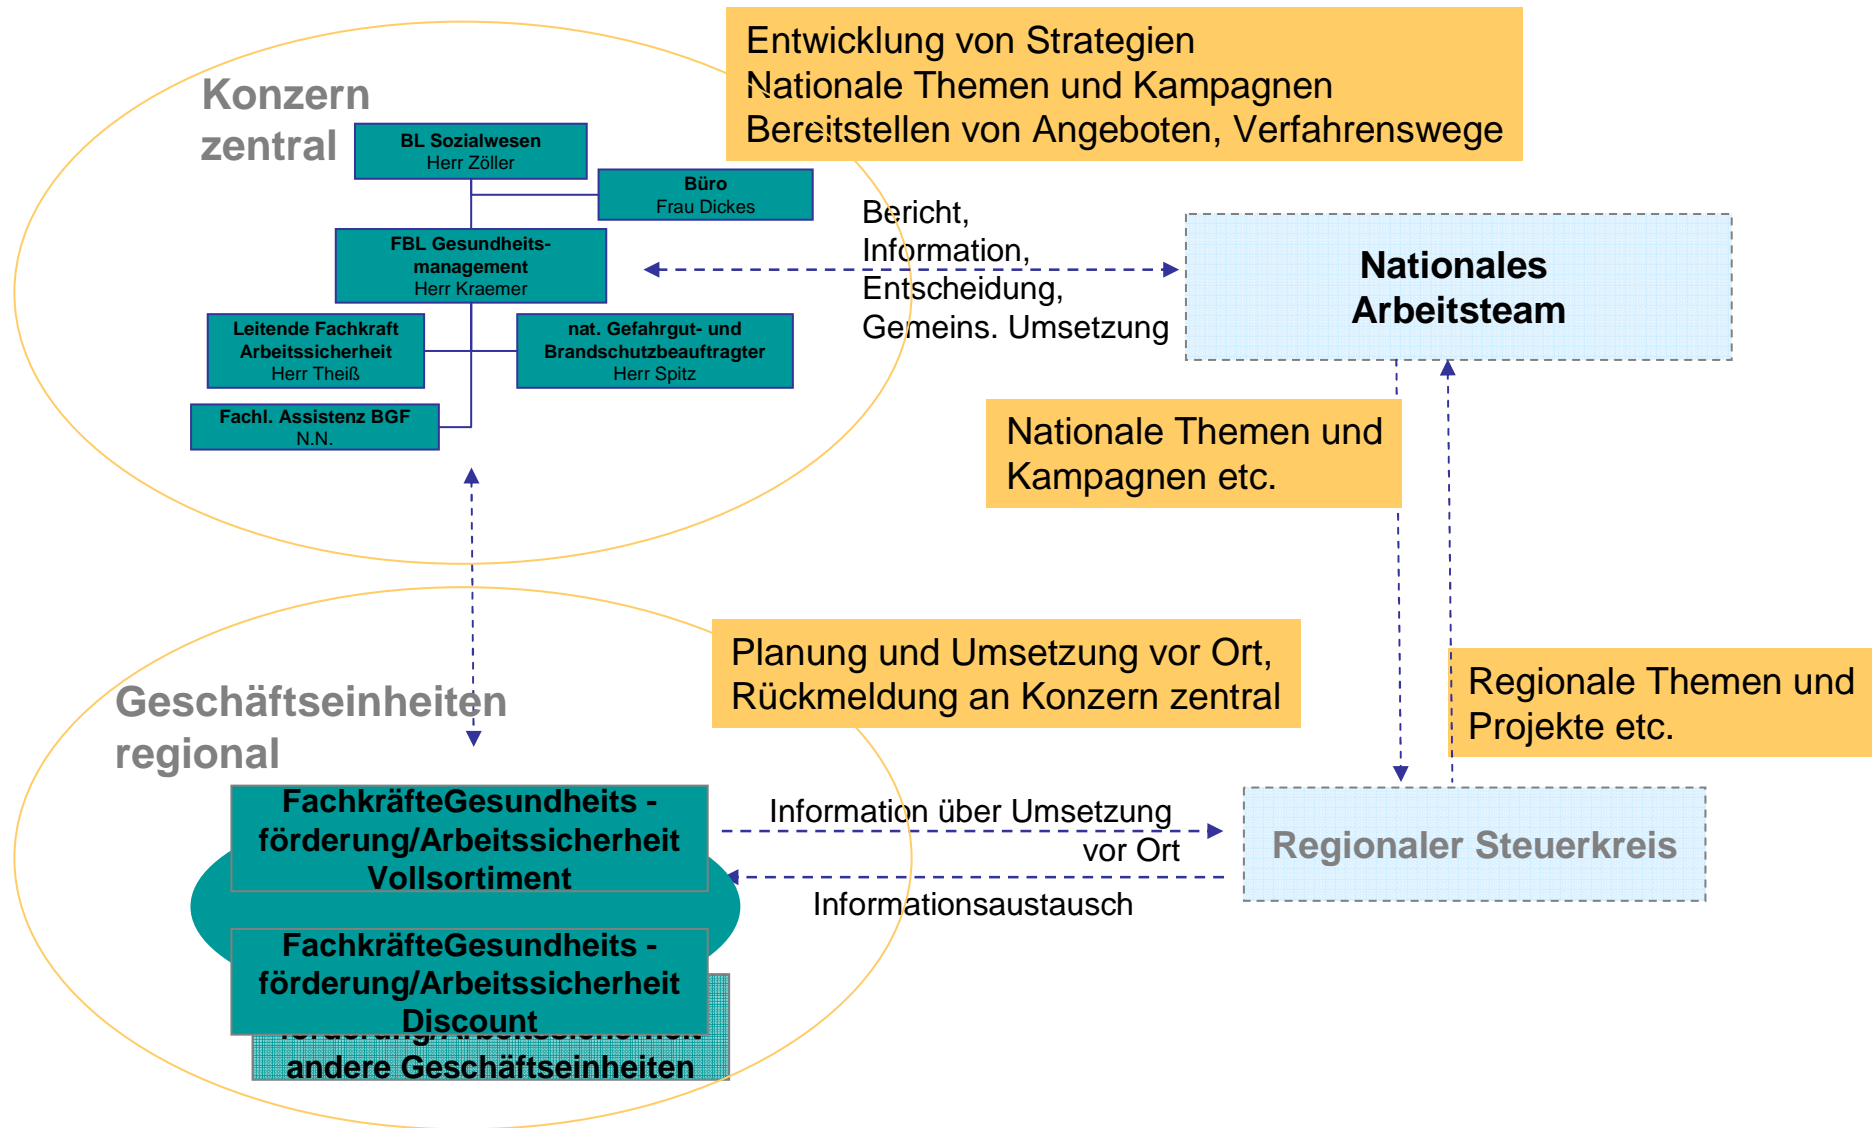 Entwicklung von Strategien
Nationale Themen und Kampagnen
Bereitstellen von Angeboten, Verfahrenswege
Konzern
zentral
BL Sozialwesen
Herr Zöller
Büro
Frau Dickes
FBL Gesundheits-
management
Herr Kraemer
Leitende Fachkraft
Arbeitssicherheit
Herr Theiß
nat. Gefahrgut- und
Brandschutzbeauftragter
Herr Spitz
Fachl. Assistenz BGF
N.N.
Bericht,
Information,
Entscheidung,
Gemeins. Umsetzung
Nationales
Arbeitsteam
Nationale Themen und
Kampagnen etc.
Planung und Umsetzung vor Ort,
Rückmeldung an Konzern zentral
Regionale Themen und
Projekte etc.
Geschäftseinheiten
regional
FachkräfteGesundheits -
förderung/Arbeitssicherheit
Vollsortiment
Information über Umsetzung
vor Ort
Informationsaustausch
Regionaler Steuerkreis
FachkräfteGesundheits -
förderung/Arbeitssicherheit
Discount
förderung/Arbeitssicherheit
andere Geschäftseinheiten